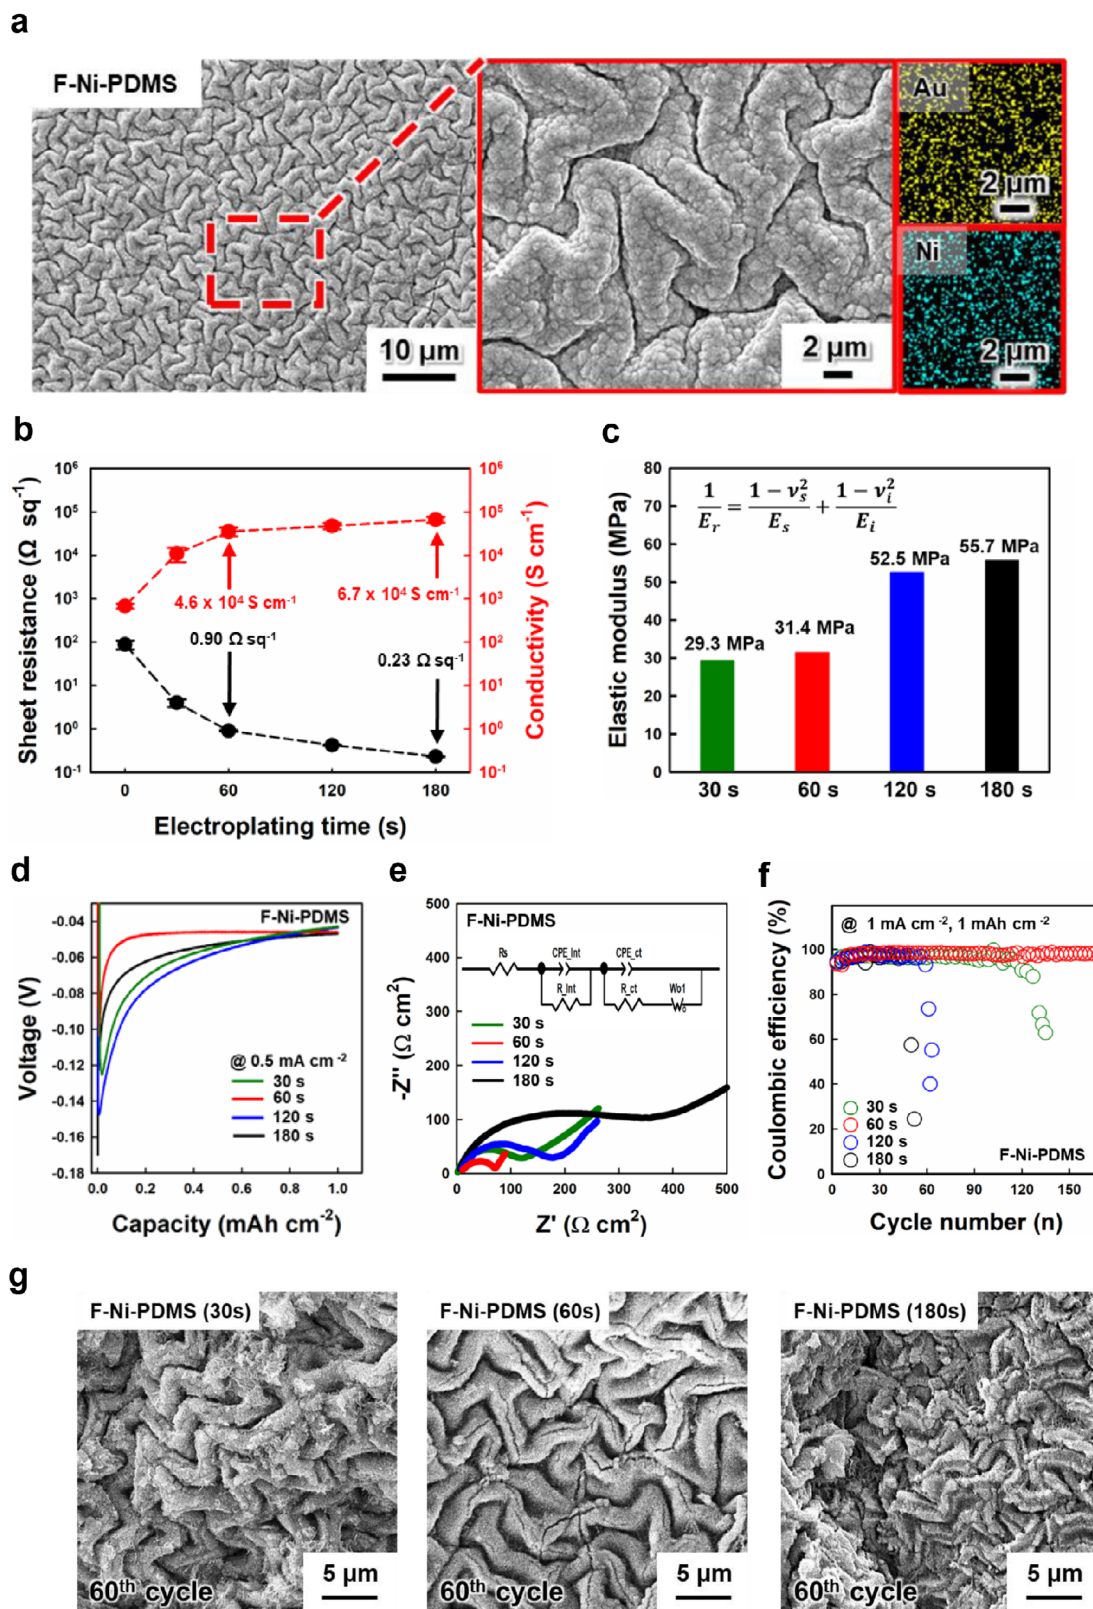 a
F-Ni-PDMS
10 µm
2 µm
Au
2 µm
Ni
2 µm
b
Sheet resistance (Ω sq⁻¹)
10⁶
10⁵
10⁴
10³
10²
10¹
10⁰
10⁻¹
4.6 x 10⁴ S cm⁻¹
6.7 x 10⁴ S cm⁻¹
0.90 Ω sq⁻¹
0.23 Ω sq⁻¹
10⁶
10⁵
10⁴
10³
10²
10¹
10⁰
10⁻¹
Conductivity (S cm⁻¹)
0 60 120 180
Electroplating time (s)
c
Elastic modulus (MPa)
80
70
60
50
40
30
20
10
0
1/E_r = (1 − ν_s²)/E_s + (1 − ν_i²)/E_i
29.3 MPa
31.4 MPa
52.5 MPa
55.7 MPa
30 s 60 s 120 s 180 s
d
Voltage (V)
-0.04
-0.06
-0.08
-0.10
-0.12
-0.14
-0.16
-0.18
F-Ni-PDMS
@ 0.5 mA cm⁻²
30 s
60 s
120 s
180 s
0.0 0.2 0.4 0.6 0.8 1.0
Capacity (mAh cm⁻²)
e
-Z'' (Ω cm²)
500
400
300
200
100
0
F-Ni-PDMS
Rs CPE_Int CPE_ct
R_Int R_ct Wo1
30 s
60 s
120 s
180 s
0 100 200 300 400 500
Z' (Ω cm²)
f
Coulombic efficiency (%)
100
80
60
40
20
0
@ 1 mA cm⁻², 1 mAh cm⁻²
30 s
60 s
120 s
180 s
F-Ni-PDMS
0 30 60 90 120 150
Cycle number (n)
g
F-Ni-PDMS (30s)
60th cycle
5 µm
F-Ni-PDMS (60s)
60th cycle
5 µm
F-Ni-PDMS (180s)
60th cycle
5 µm